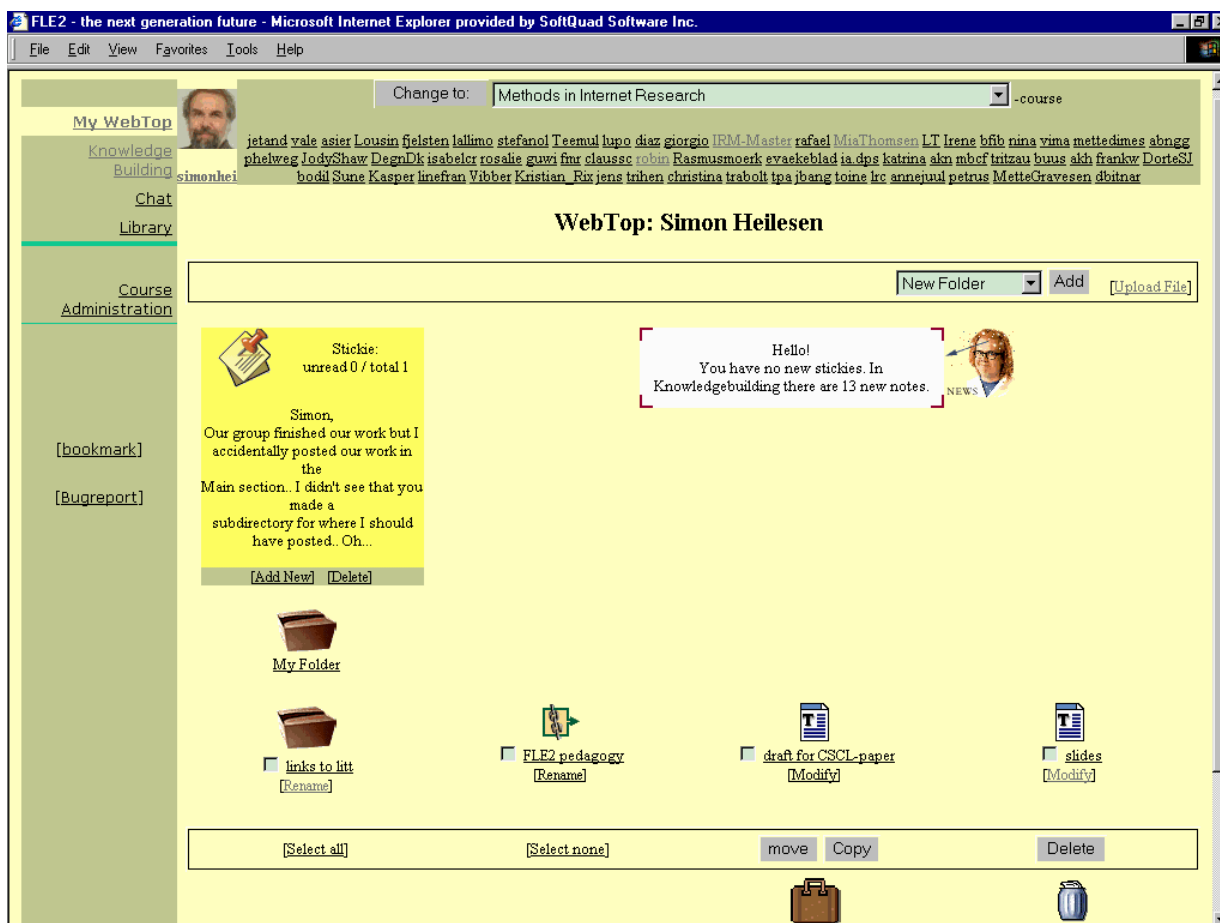 FLE2 - the next generation future - Microsoft Internet Explorer provided by SoftQuad Software Inc.
File Edit View Favorites Tools Help
Change to: Methods in Internet Research -course
My WebTop
Knowledge
Building
Chat
Library
Course
Administration
[bookmark]
[Bugreport]
simonhei
jetand vale asier Lousin fjelsten lallimo stefanol Teemul lupo diaz giorgio IRM-Master rafael MiaThomsen LT Irene bfib nina vima mettedimes abngg
phelweg JodyShaw DegnDk isabelcr rosalie guwi fmr claussc robin Rasmusmoerk evaekeblad ia.dps katrina akn mbcf tritzau buus akh frankw DorteSJ
bodil Sune Kasper linefran Vibber Kristian_Rix jens trihen christina trabolt tpa jbang toine lrc annejuul petrus MetteGravesen dbitnar
WebTop: Simon Heilesen
New Folder Add [Upload File]
Stickie:
unread 0 / total 1
Simon,
Our group finished our work but I
accidentally posted our work in
the
Main section.. I didn't see that you
made a
subdirectory for where I should
have posted.. Oh...
[Add New] [Delete]
Hello!
You have no new stickies. In
Knowledgebuilding there are 13 new notes.
NEWS
My Folder
links to litt FLE2 pedagogy draft for CSCL-paper slides
[Rename] [Rename] [Modify] [Modify]
[Select all] [Select none] move Copy Delete